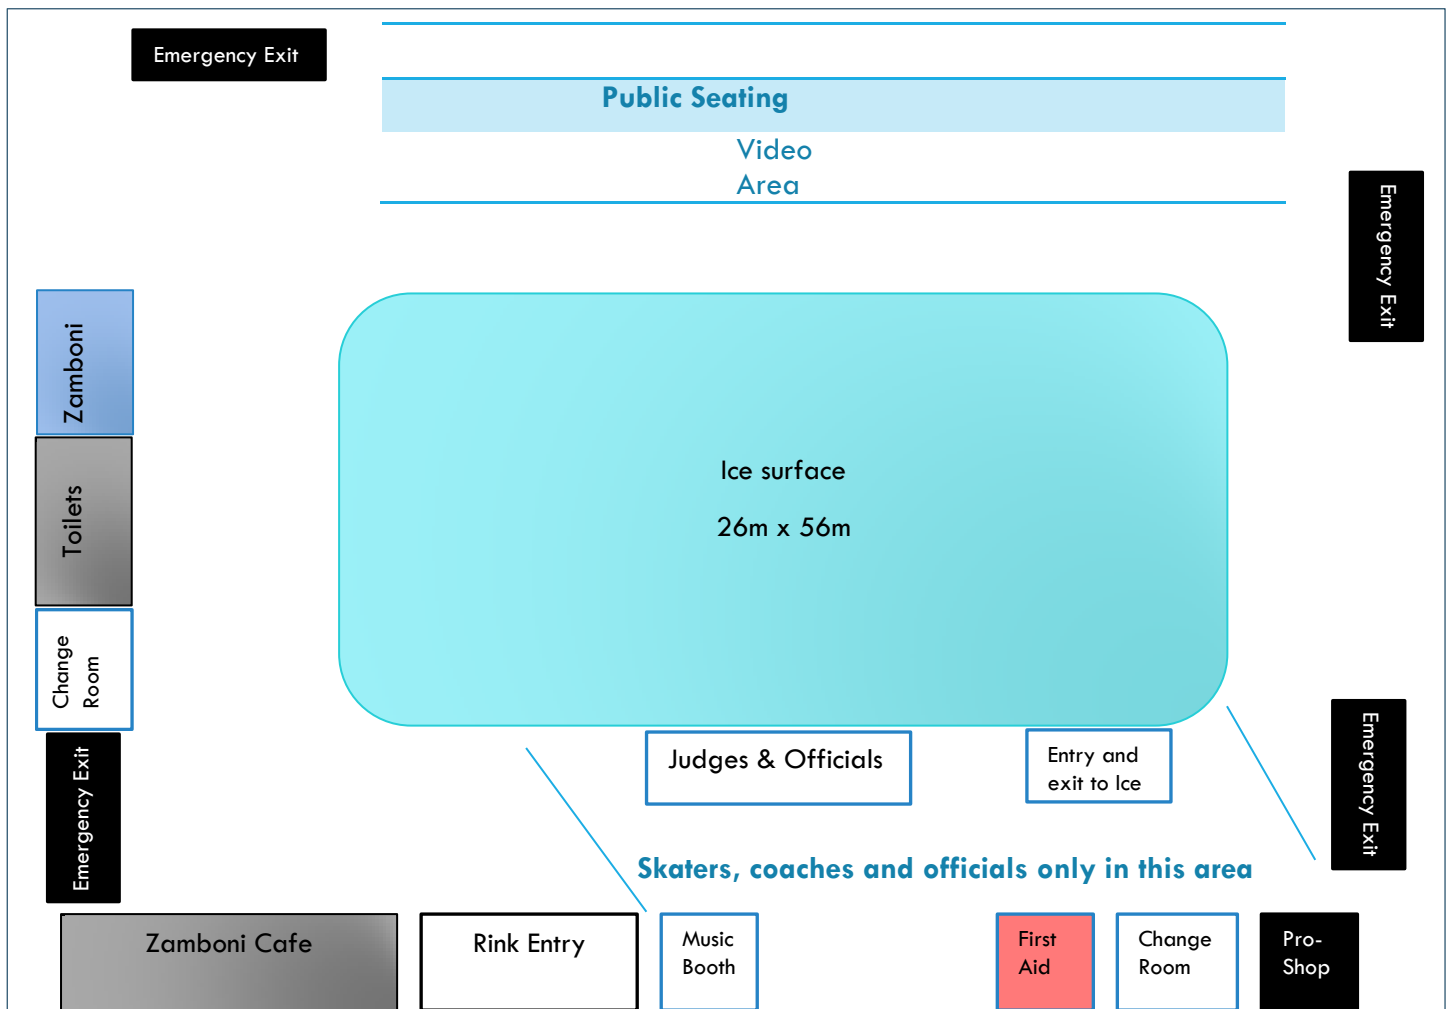 Emergency Exit
Public Seating
Video
Area
Emergency Exit
Zamboni
Toilets
Change
Room
Emergency Exit
Ice surface
26m x 56m
Judges & Officials
Entry and
exit to Ice
Emergency Exit
Skaters, coaches and officials only in this area
Zamboni Cafe
Rink Entry
Music
Booth
First
Aid
Change
Room
Pro-
Shop